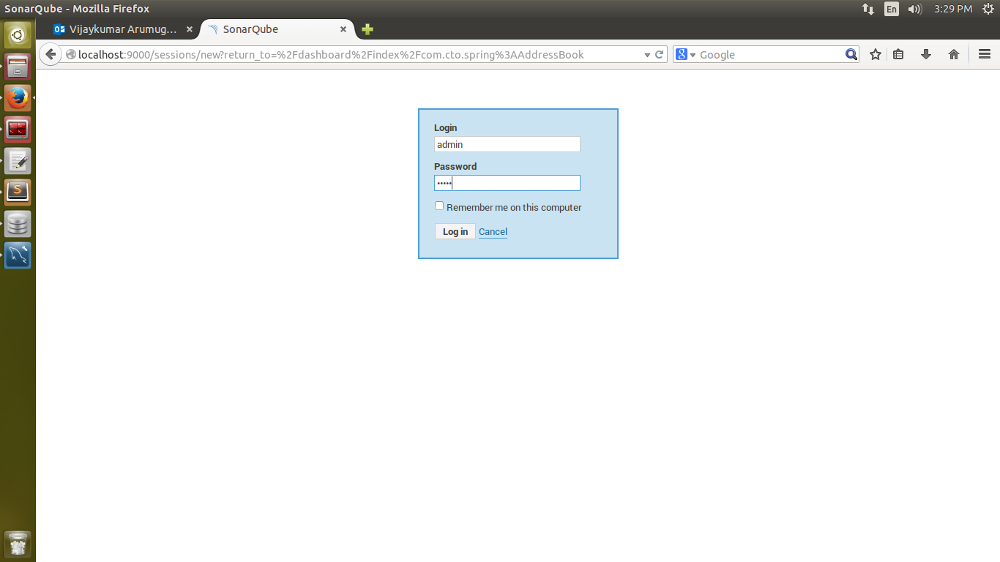 SonarQube - Mozilla Firefox
En
3:29 PM
Vijaykumar Arumug...
SonarQube
localhost:9000/sessions/new?return_to=%2Fdashboard%2Findex%2Fcom.cto.spring%3AAddressBook
8
Google
Login
admin
Password
•••••
Remember me on this computer
Log in
Cancel
S